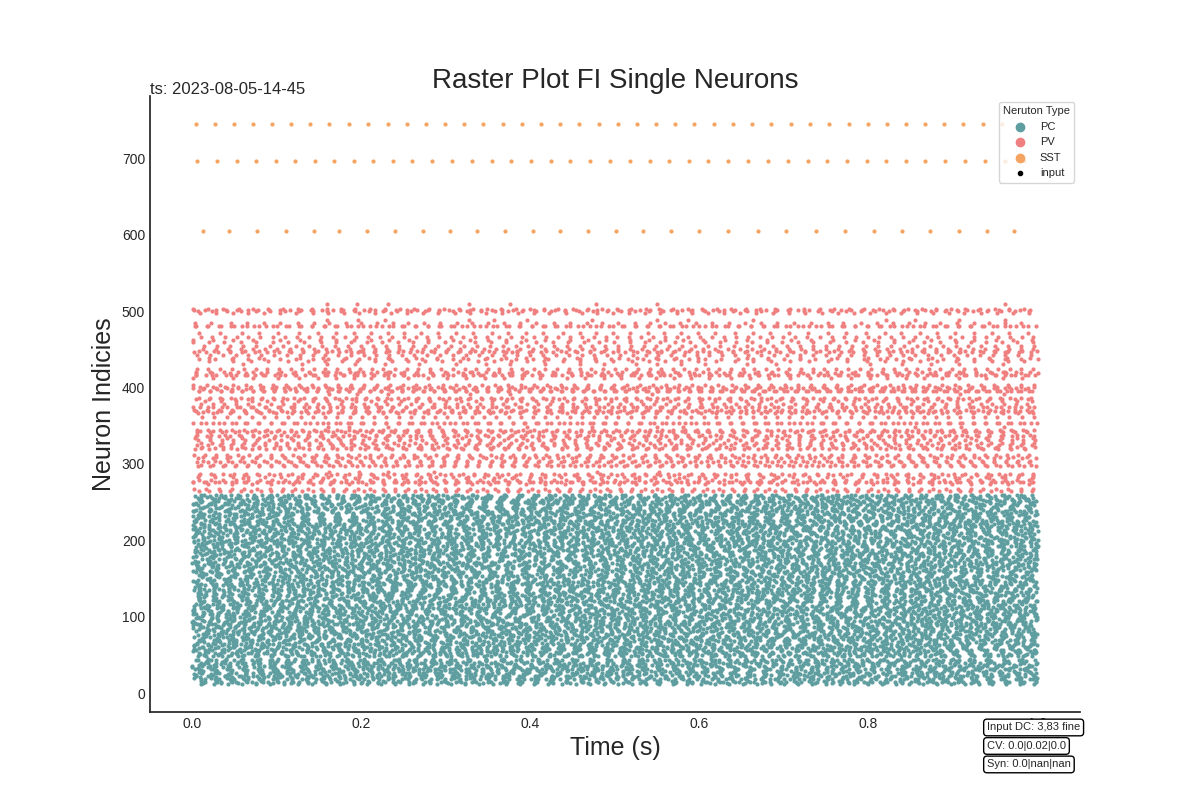 Raster Plot FI Single Neurons
ts: 2023-08-05-14-45
Neruton Type
PC
PV
SST
input
Neuron Indicies
700
600
500
400
300
200
100
0
0.0 0.2 0.4 0.6 0.8
Time (s)
Input DC: 3,83 fine
CV: 0.0|0.02|0.0
Syn: 0.0|nan|nan